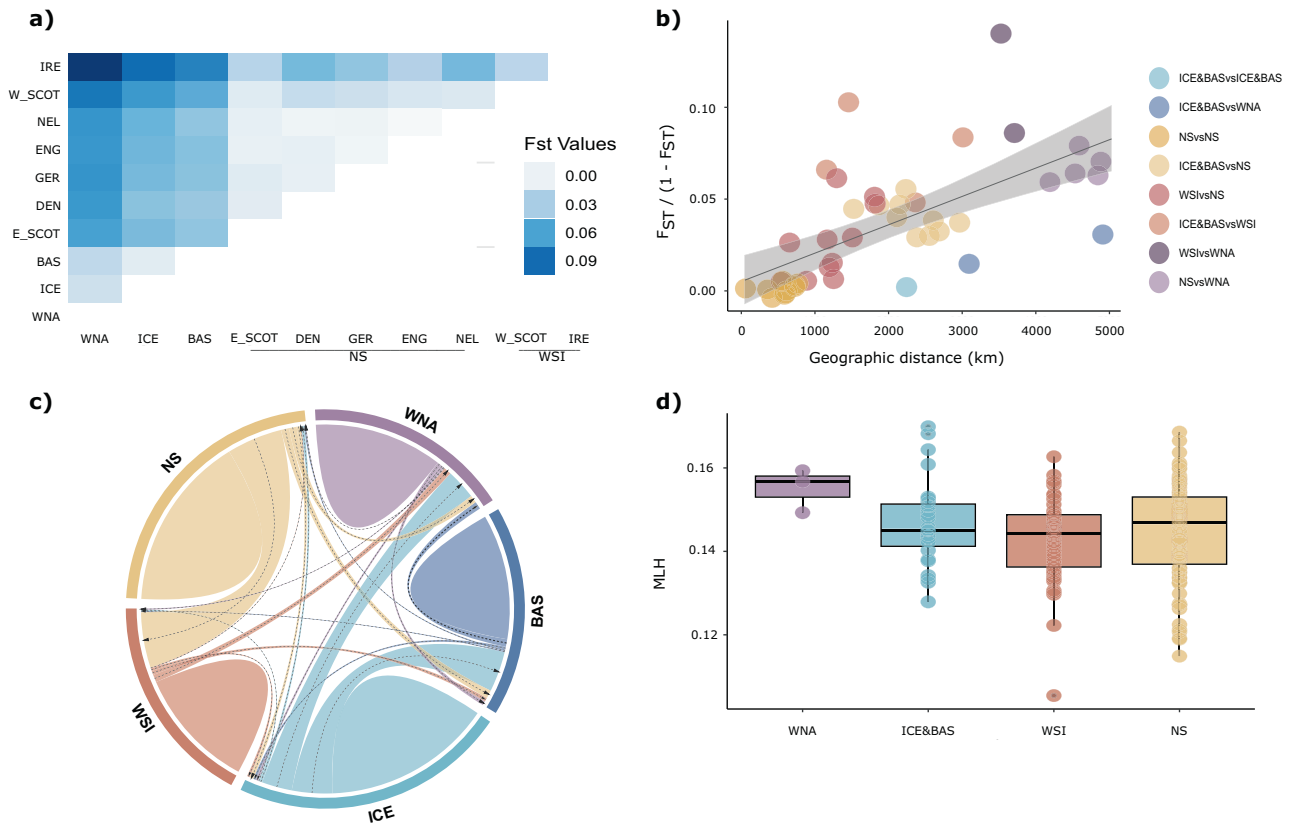 a)
IRE
W_SCOT
NEL
ENG
GER
DEN
E_SCOT
BAS
ICE
WNA
WNA ICE BAS E_SCOT DEN GER ENG NEL W_SCOT IRE
NS WSI
Fst Values
0.00
0.03
0.06
0.09
b)
FST / (1 - FST)
0.10
0.05
0.00
0 1000 2000 3000 4000 5000
Geographic distance (km)
ICE&BASvsICE&BAS
ICE&BASvsWNA
NSvsNS
ICE&BASvsNS
WSIvsNS
ICE&BASvsWSI
WSIvsWNA
NSvsWNA
c)
NS
WNA
BAS
ICE
WSI
d)
MLH
0.16
0.14
0.12
WNA ICE&BAS WSI NS